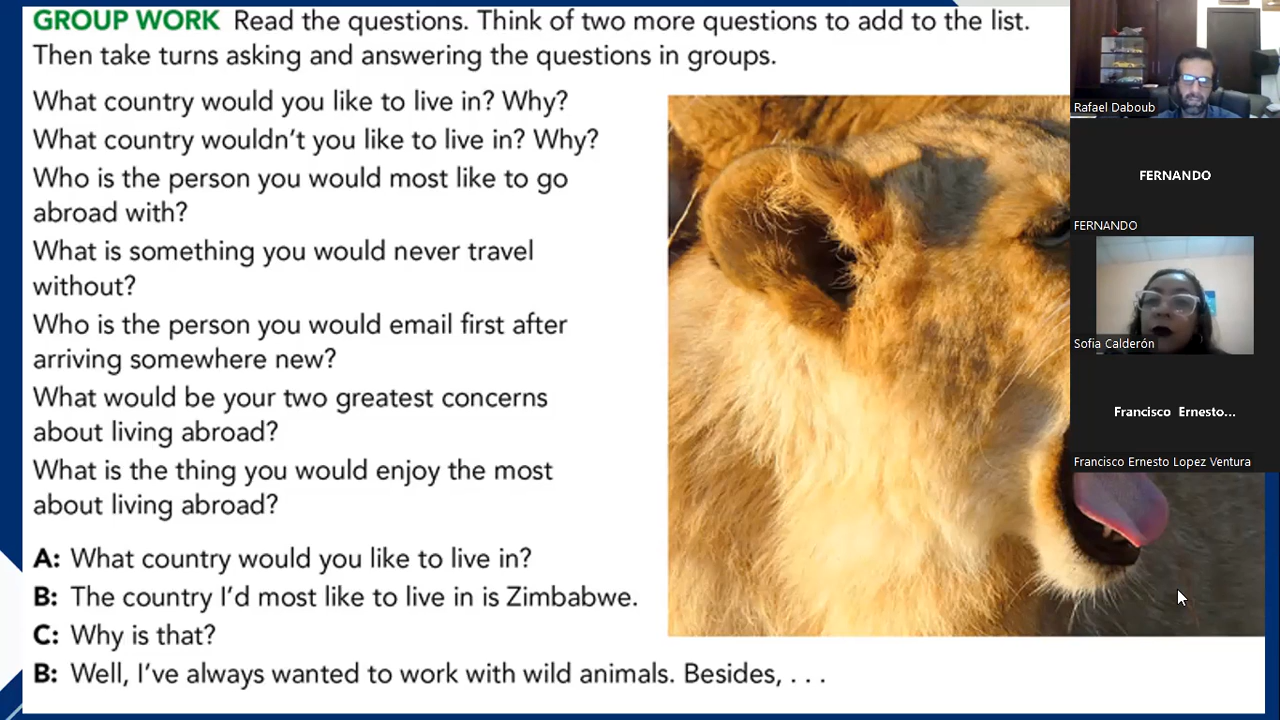 GROUP WORK Read the questions. Think of two more questions to add to the list.
Then take turns asking and answering the questions in groups.
What country would you like to live in? Why?
What country wouldn't you like to live in? Why?
Who is the person you would most like to go
abroad with?
What is something you would never travel
without?
Who is the person you would email first after
arriving somewhere new?
What would be your two greatest concerns
about living abroad?
What is the thing you would enjoy the most
about living abroad?
A: What country would you like to live in?
B: The country I'd most like to live in is Zimbabwe.
C: Why is that?
B: Well, I've always wanted to work with wild animals. Besides, . . .
Rafael Daboub
FERNANDO
FERNANDO
Sofia Calderón
Francisco Ernesto...
Francisco Ernesto Lopez Ventura